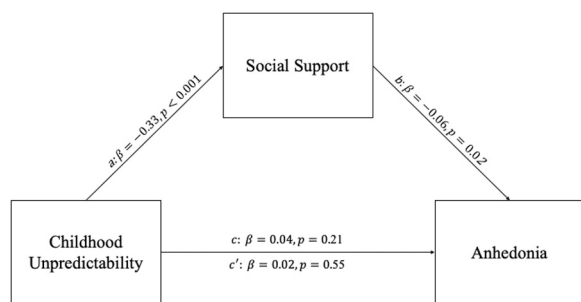 Social Support
a: β = −0.33, p < 0.001
b: β = −0.06, p = 0.02
Childhood
Unpredictability
c: β = 0.04, p = 0.21
c′: β = 0.02, p = 0.55
Anhedonia